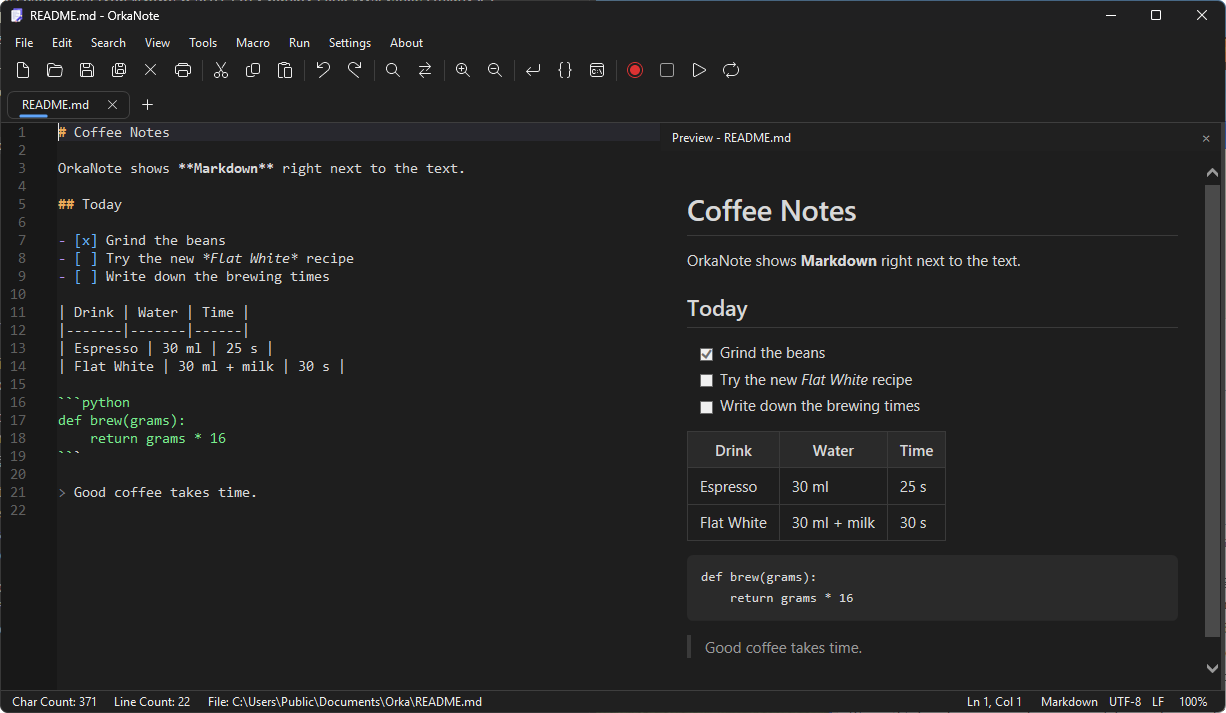 README.md - OrkaNote
File Edit Search View Tools Macro Run Settings About
README.md
1 # Coffee Notes
2
3 OrkaNote shows **Markdown** right next to the text.
4
5 ## Today
6
7 - [x] Grind the beans
8 - [ ] Try the new *Flat White* recipe
9 - [ ] Write down the brewing times
10
11 | Drink | Water | Time |
12 |-------|-------|------|
13 | Espresso | 30 ml | 25 s |
14 | Flat White | 30 ml + milk | 30 s |
15
16 ```python
17 def brew(grams):
18     return grams * 16
19 ```
20
21 > Good coffee takes time.
22
Preview - README.md
Coffee Notes
OrkaNote shows Markdown right next to the text.
Today
Grind the beans
Try the new Flat White recipe
Write down the brewing times
Drink Water Time
Espresso 30 ml 25 s
Flat White 30 ml + milk 30 s
def brew(grams):
    return grams * 16
Good coffee takes time.
Char Count: 371 Line Count: 22 File: C:\Users\Public\Documents\Orka\README.md Ln 1, Col 1 Markdown UTF-8 LF 100%